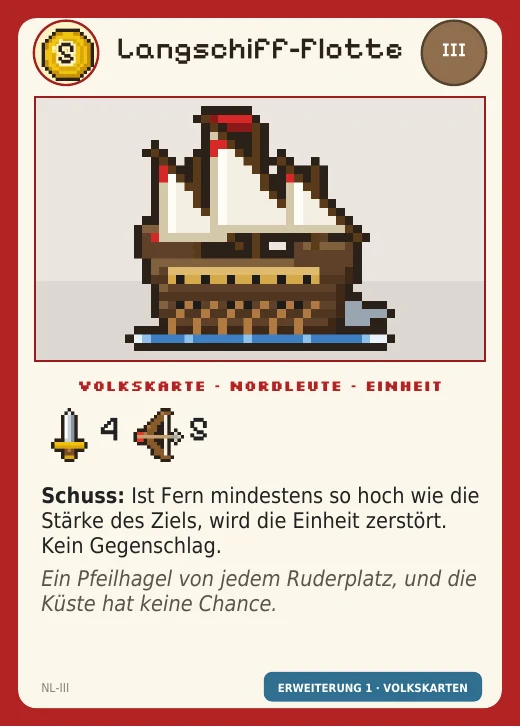 8 Langschiff-Flotte III
VOLKSKARTE - NORDLEUTE - EINHEIT
4 8
Schuss: Ist Fern mindestens so hoch wie die
Stärke des Ziels, wird die Einheit zerstört.
Kein Gegenschlag.
Ein Pfeilhagel von jedem Ruderplatz, und die
Küste hat keine Chance.
NL-III
ERWEITERUNG 1 · VOLKSKARTEN